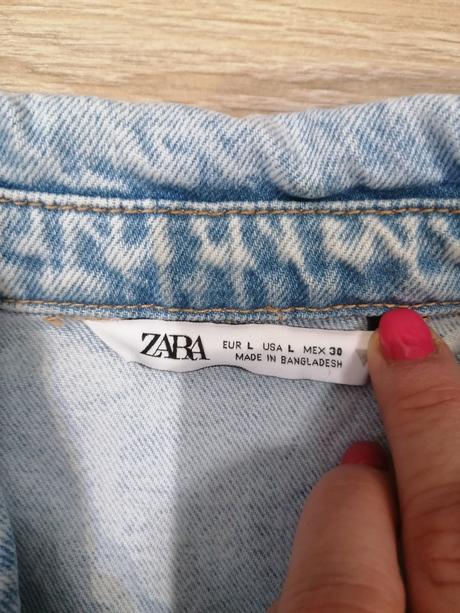 ZARA
EUR L USA L MEX 30
MADE IN BANGLADESH